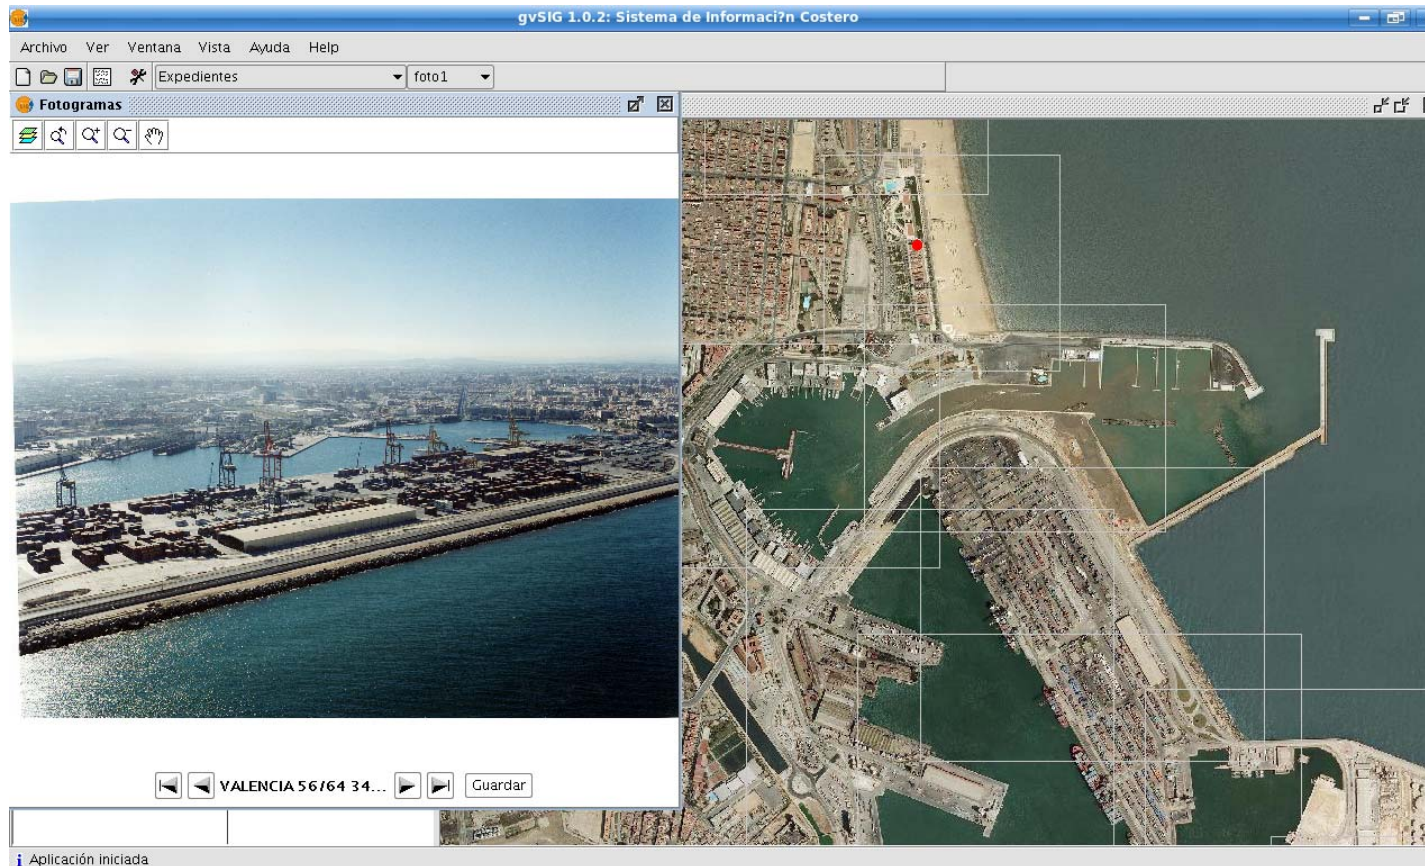 gvSIG 1.0.2: Sistema de Informaci?n Costero
Archivo Ver Ventana Vista Ayuda Help
Expedientes foto1
Fotogramas
VALENCIA 56/64 34... Guardar
Aplicación iniciada